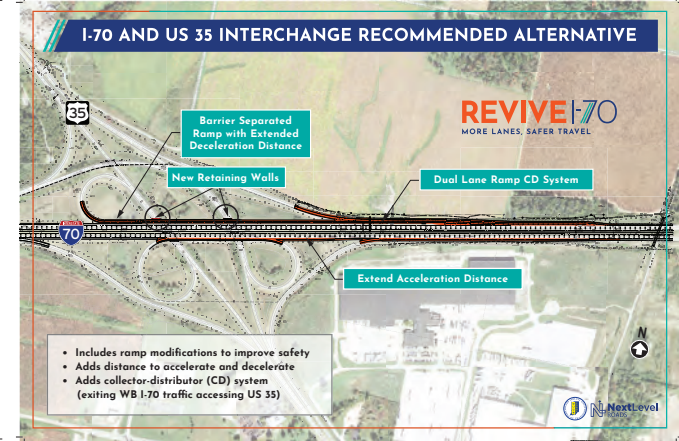 I-70 AND US 35 INTERCHANGE RECOMMENDED ALTERNATIVE
35
REVIVE I-70
MORE LANES, SAFER TRAVEL
Barrier Separated
Ramp with Extended
Deceleration Distance
New Retaining Walls
Dual Lane Ramp CD System
70
Extend Acceleration Distance
N
• Includes ramp modifications to improve safety
• Adds distance to accelerate and decelerate
• Adds collector-distributor (CD) system
(exiting WB I-70 traffic accessing US 35)
NextLevel
ROADS